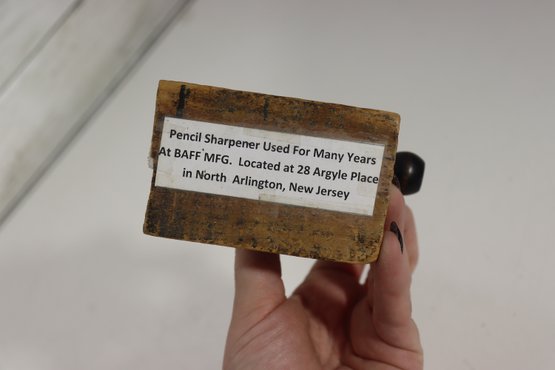 Pencil Sharpener Used For Many Years
At BAFF MFG. Located at 28 Argyle Place
in North Arlington, New Jersey